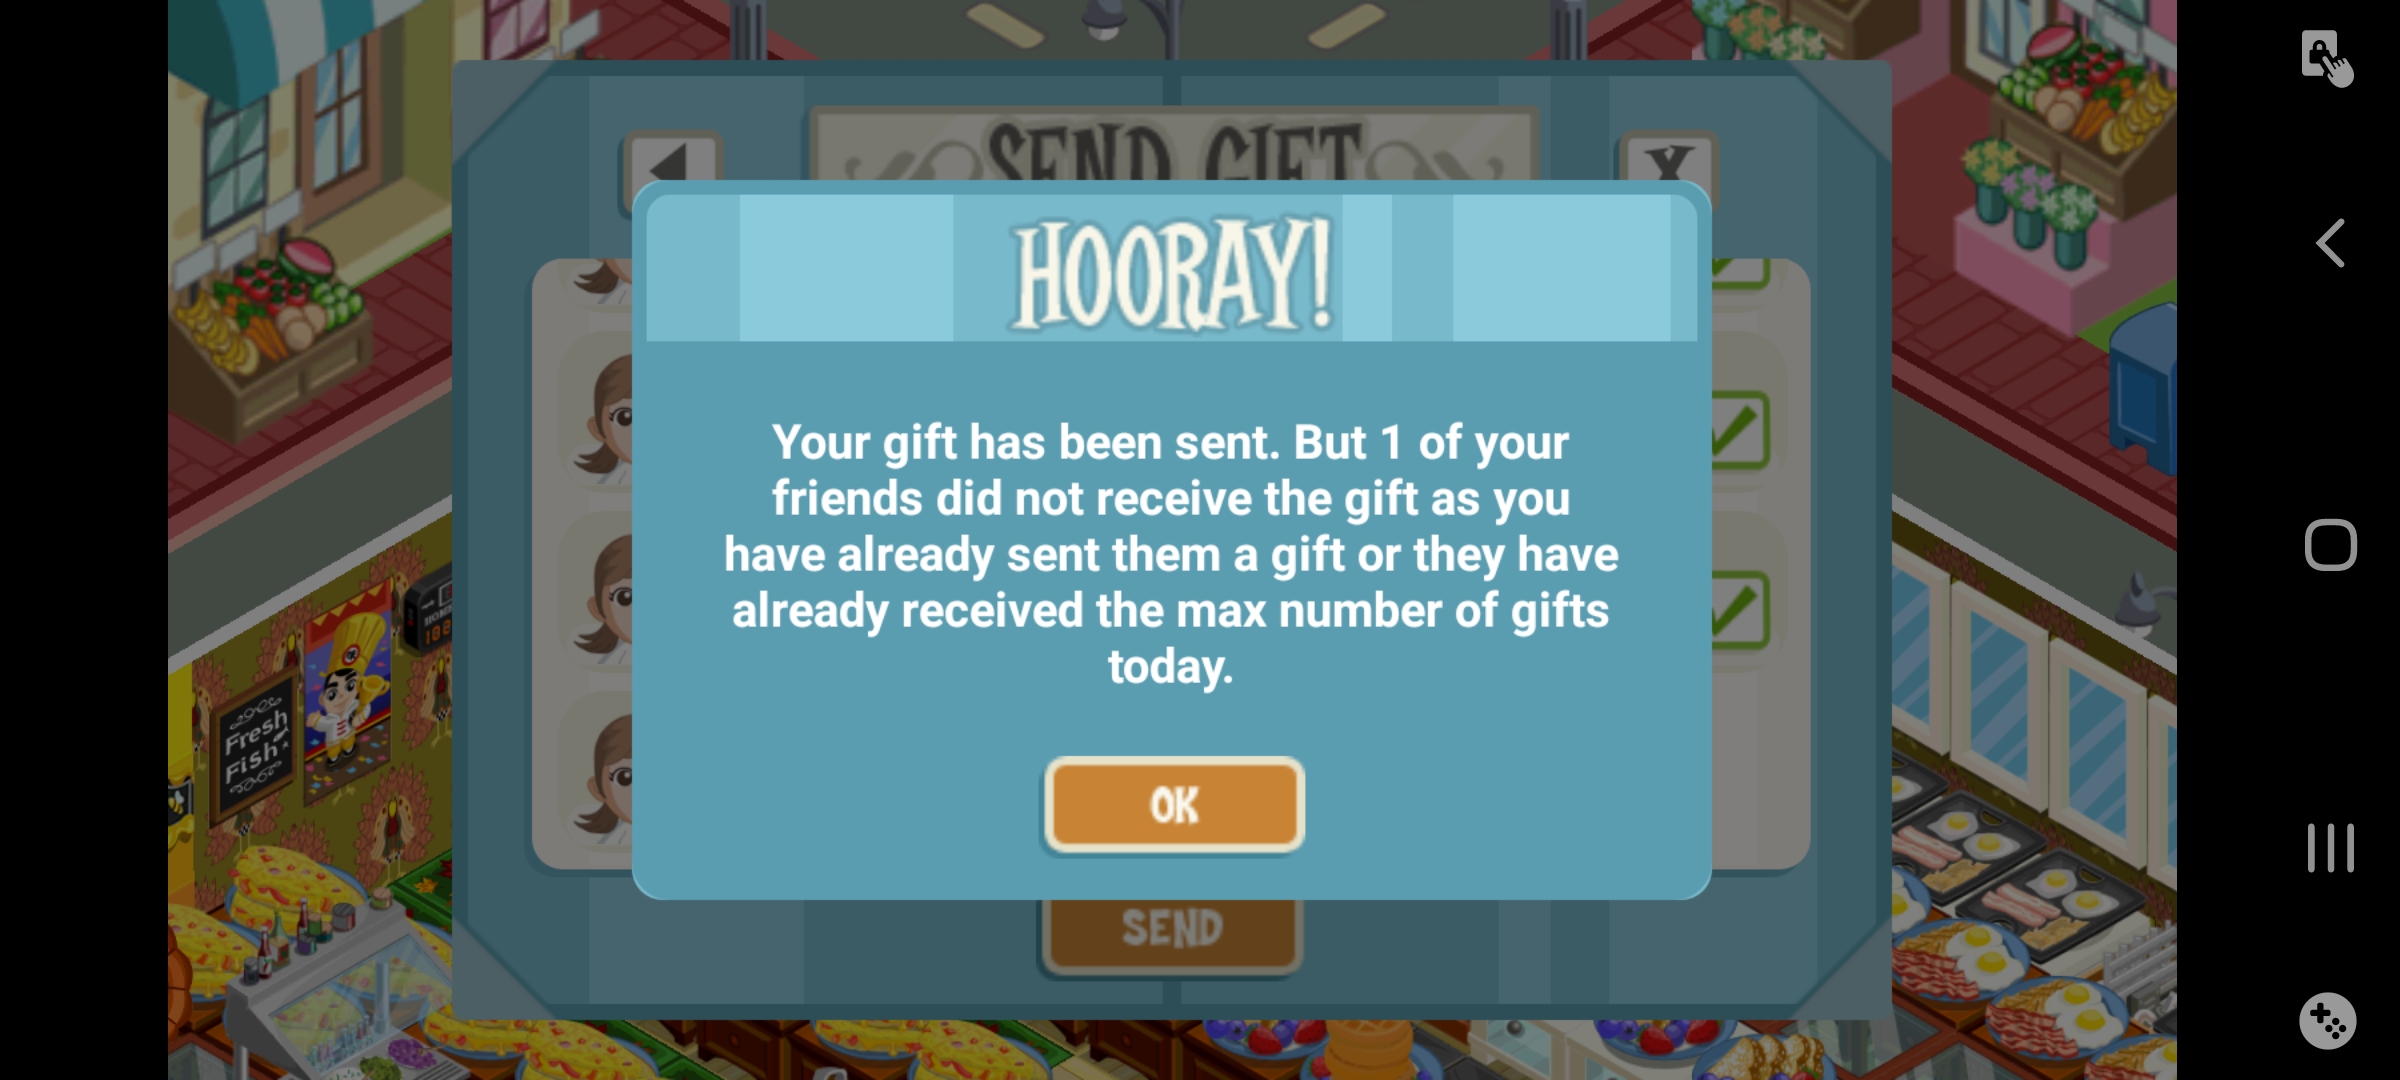 SEND GIFT
X
HOORAY!
Your gift has been sent. But 1 of your
friends did not receive the gift as you
have already sent them a gift or they have
already received the max number of gifts
today.
OK
SEND
Fresh
Fish